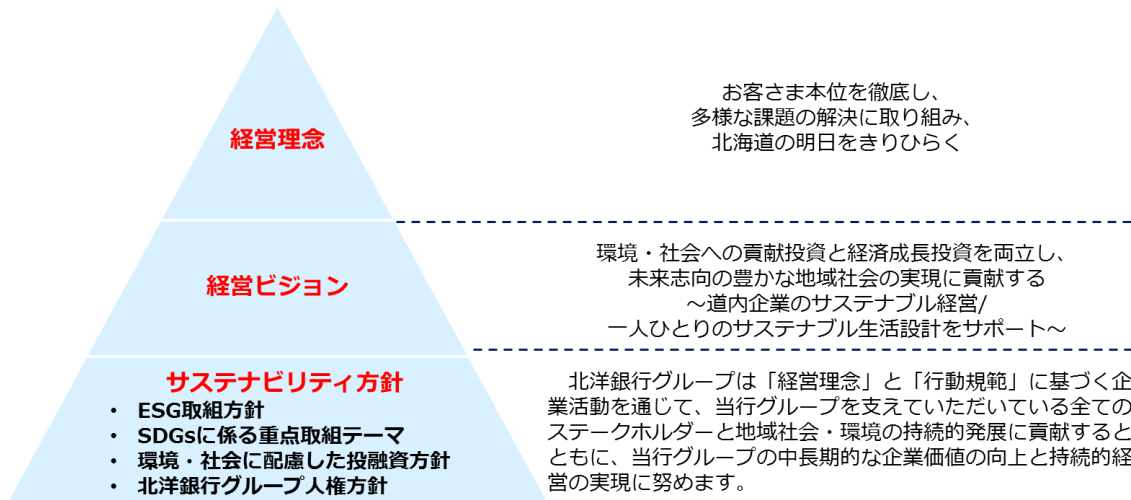 経営理念
お客さま本位を徹底し、
多様な課題の解決に取り組み、
北海道の明日をきりひらく
経営ビジョン
環境・社会への貢献投資と経済成長投資を両立し、
未来志向の豊かな地域社会の実現に貢献する
～道内企業のサステナブル経営/
一人ひとりのサステナブル生活設計をサポート～
サステナビリティ方針
• ESG取組方針
• SDGsに係る重点取組テーマ
• 環境・社会に配慮した投融資方針
• 北洋銀行グループ人権方針
北洋銀行グループは「経営理念」と「行動規範」に基づく企
業活動を通じて、当行グループを支えていただいている全ての
ステークホルダーと地域社会・環境の持続的発展に貢献すると
ともに、当行グループの中長期的な企業価値の向上と持続的経
営の実現に努めます。